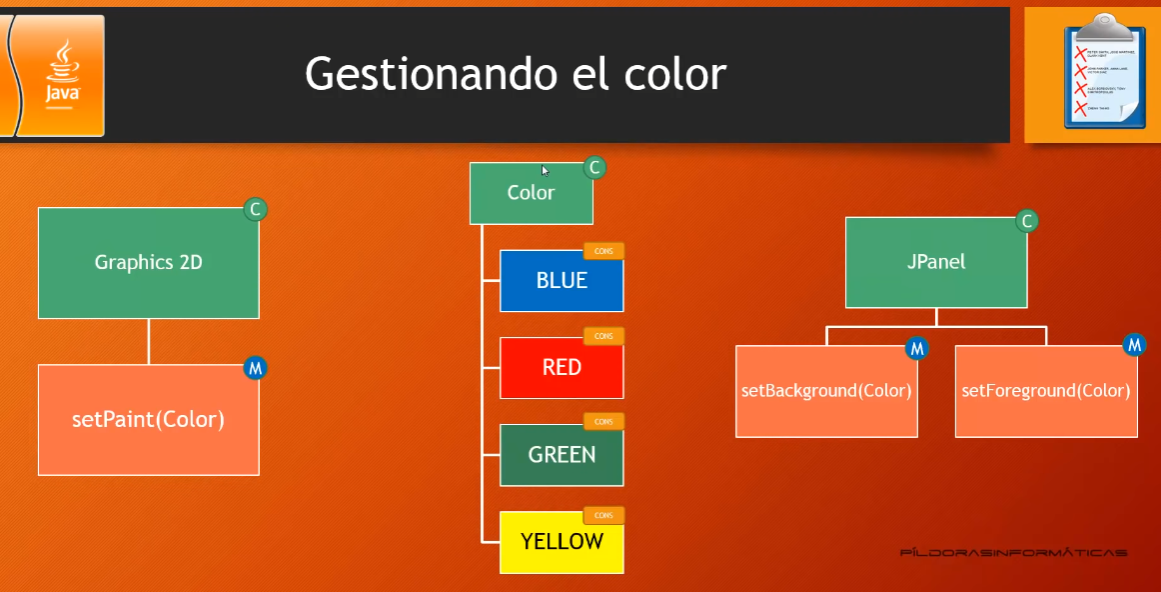 Java
Gestionando el color
C
Graphics 2D
M
setPaint(Color)
C
Color
CONS
BLUE
CONS
RED
CONS
GREEN
CONS
YELLOW
C
JPanel
M
setBackground(Color)
M
setForeground(Color)
PÍLDORASINFORMÁTICAS